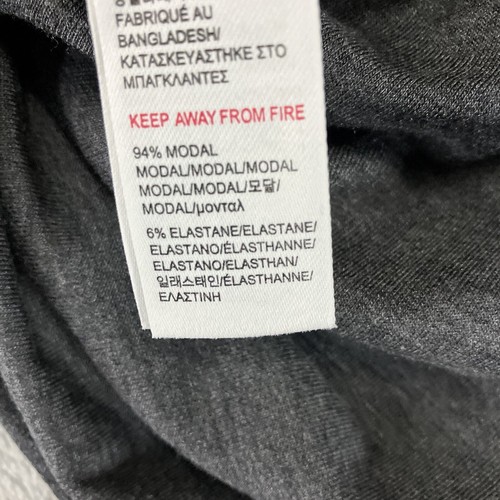 FABRIQUÉ AU
BANGLADESH/
ΚΑΤΑΣΚΕΥΑΣΤΗΚΕ ΣΤΟ
ΜΠΑΓΚΛΑΝΤΕΣ
KEEP AWAY FROM FIRE
94% MODAL
MODAL/MODAL/MODAL
MODAL/MODAL/모달/
MODAL/μονταλ
6% ELASTANE/ELASTANE/
ELASTANO/ÉLASTHANNE/
ELASTANO/ELASTHAN/
일래스테인/ÉLASTHANNE/
ΕΛΑΣΤΙΝΗ